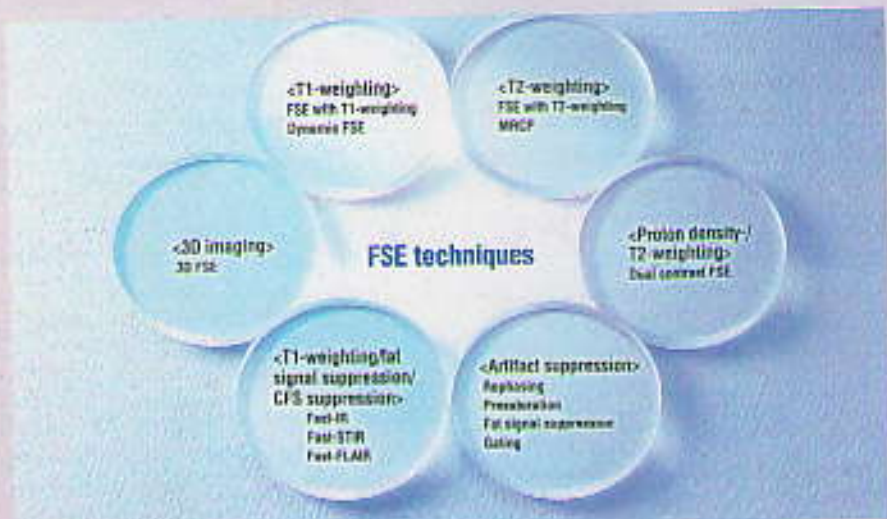 <T1-weighting>
FSE with T1-weighting
Dynamic FSE
<T2-weighting>
FSE with T2-weighting
MRCP
<3D imaging>
3D FSE
FSE techniques
<Proton density-/
T2-weighting>
Dual contrast FSE
<T1-weighting/fat
signal suppression/
CFS suppression>
Fast-IR
Fast-STIR
Fast-FLAIR
<Artifact suppression>
Rephasing
Presaturation
Fat signal suppression
Gating